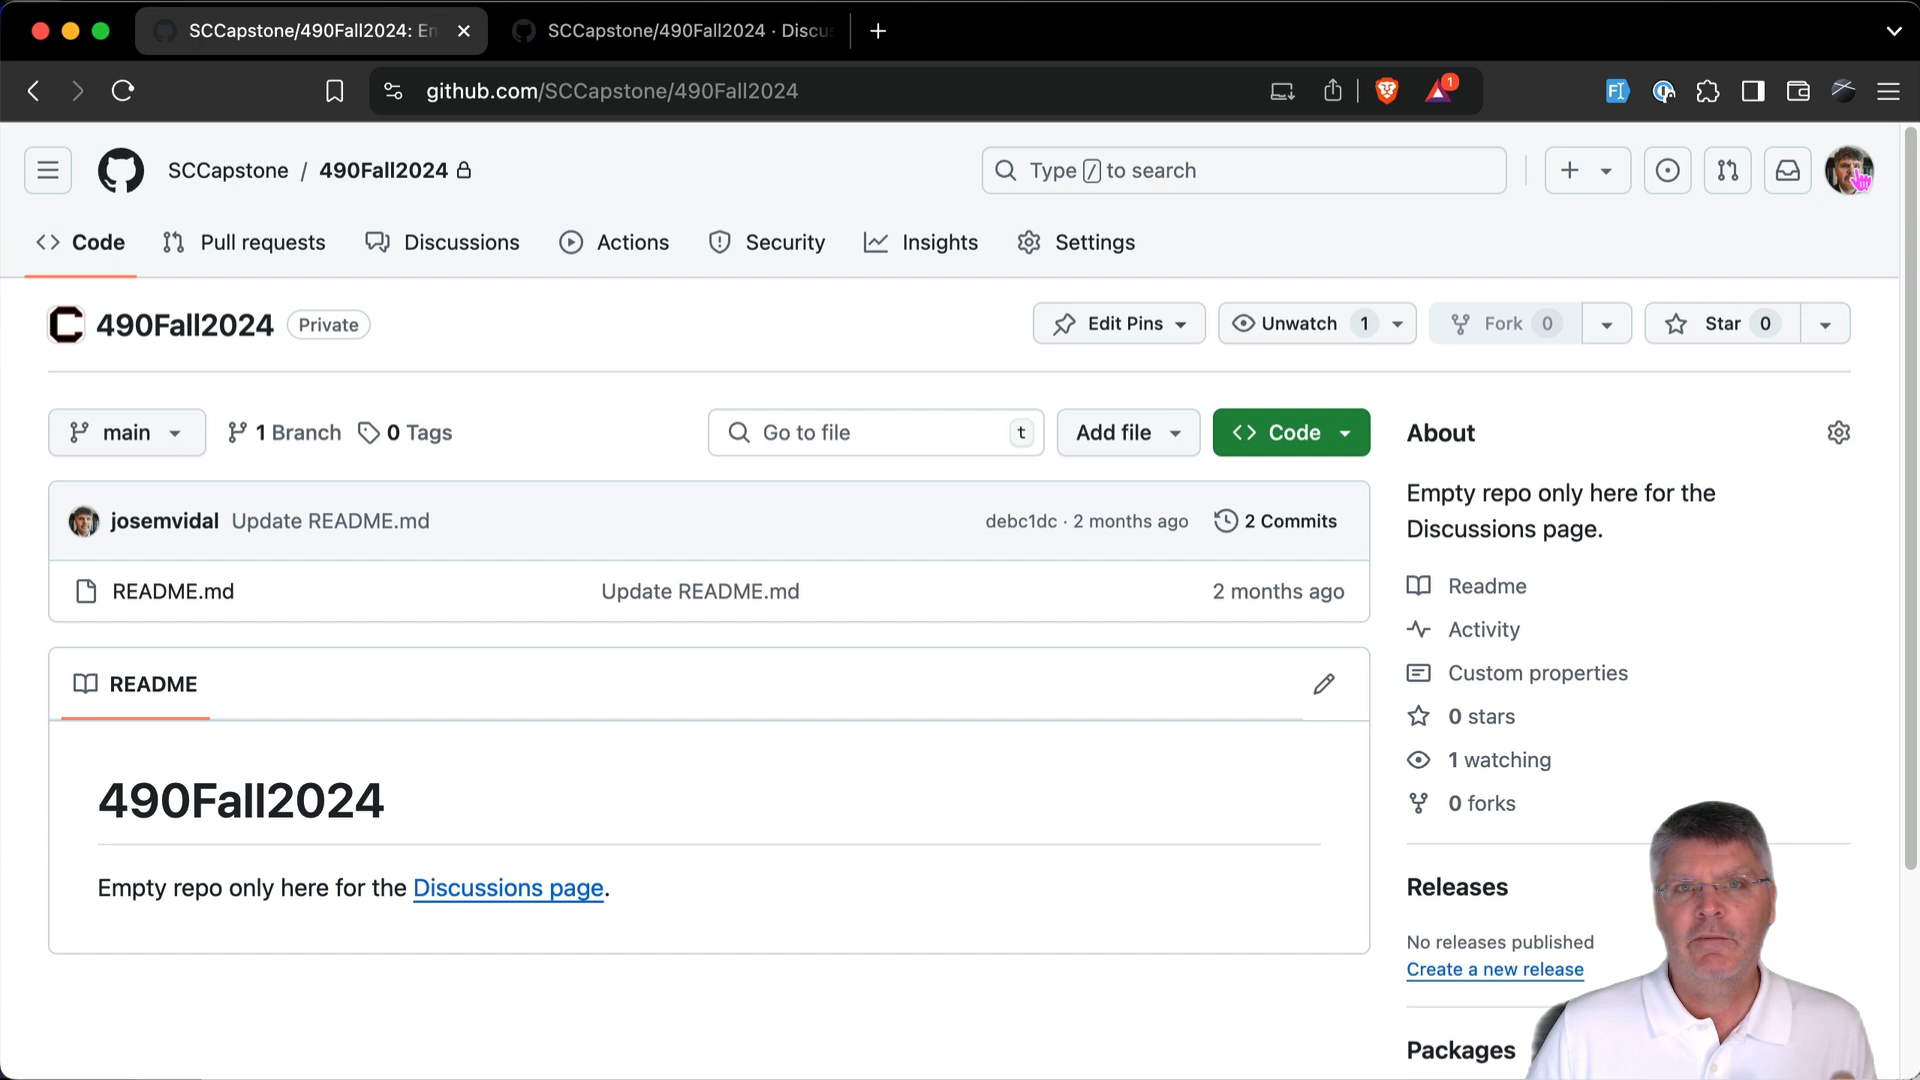 SCCapstone/490Fall2024: En
SCCapstone/490Fall2024 · Discu
github.com/SCCapstone/490Fall2024
1
SCCapstone / 490Fall2024
Type / to search
Code
Pull requests
Discussions
Actions
Security
Insights
Settings
490Fall2024
Private
Edit Pins
Unwatch 1
Fork 0
Star 0
main
1 Branch
0 Tags
Go to file
t
Add file
Code
About
josemvidal Update README.md
debc1dc · 2 months ago
2 Commits
README.md
Update README.md
2 months ago
Empty repo only here for the
Discussions page.
Readme
Activity
Custom properties
0 stars
1 watching
0 forks
README
490Fall2024
Empty repo only here for the Discussions page.
Releases
No releases published
Create a new release
Packages